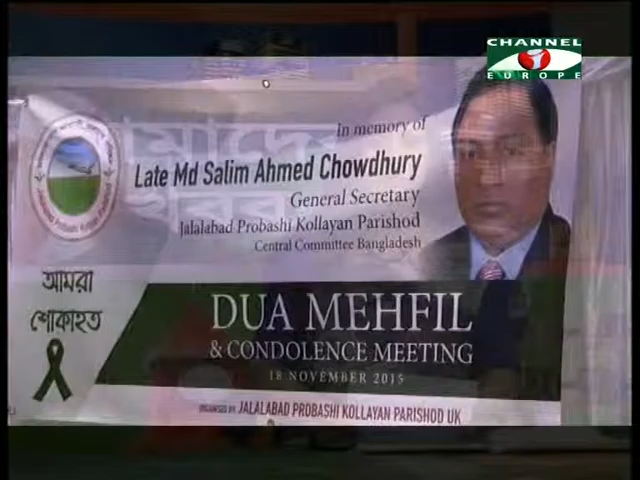 CHANNEL
i
EUROPE
In memory of
Late Md Salim Ahmed Chowdhury
General Secretary
Jalalabad Probashi Kollayan Parishod
Central Committee Bangladesh
আমরা
শোকাহত
DUA MEHFIL
& CONDOLENCE MEETING
18 NOVEMBER 2015
ORGANISED BY: JALALABAD PROBASHI KOLLAYAN PARISHOD UK